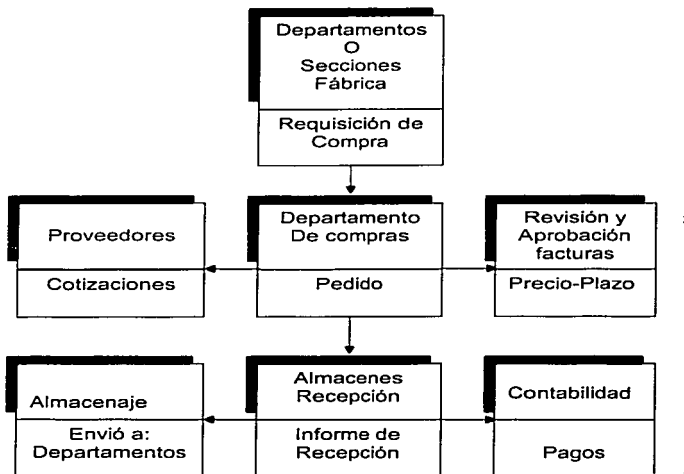 Departamentos
O
Secciones
Fábrica
Requisición de
Compra
Proveedores
Cotizaciones
Departamento
De compras
Pedido
Revisión y
Aprobación
facturas
Precio-Plazo
Almacenaje
Envió a:
Departamentos
Almacenes
Recepción
Informe de
Recepción
Contabilidad
Pagos